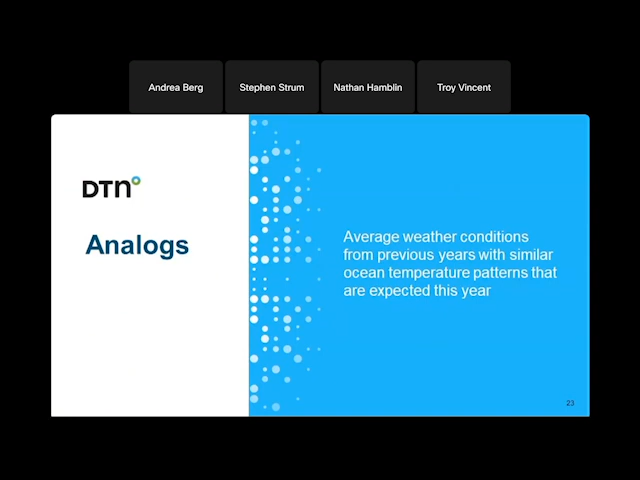 Andrea Berg
Stephen Strum
Nathan Hamblin
Troy Vincent
DTN
Analogs
Average weather conditions
from previous years with similar
ocean temperature patterns that
are expected this year
23